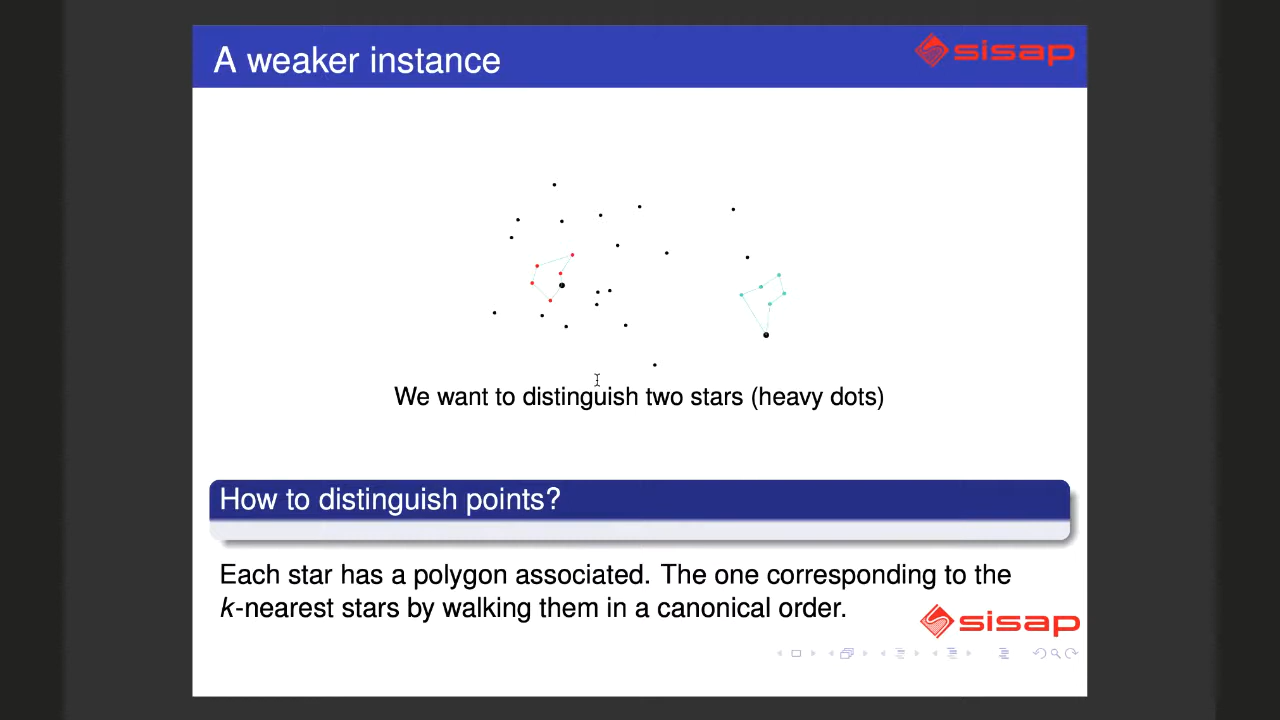 A weaker instance
sisap
We want to distinguish two stars (heavy dots)
How to distinguish points?
Each star has a polygon associated. The one corresponding to the
k-nearest stars by walking them in a canonical order.
sisap